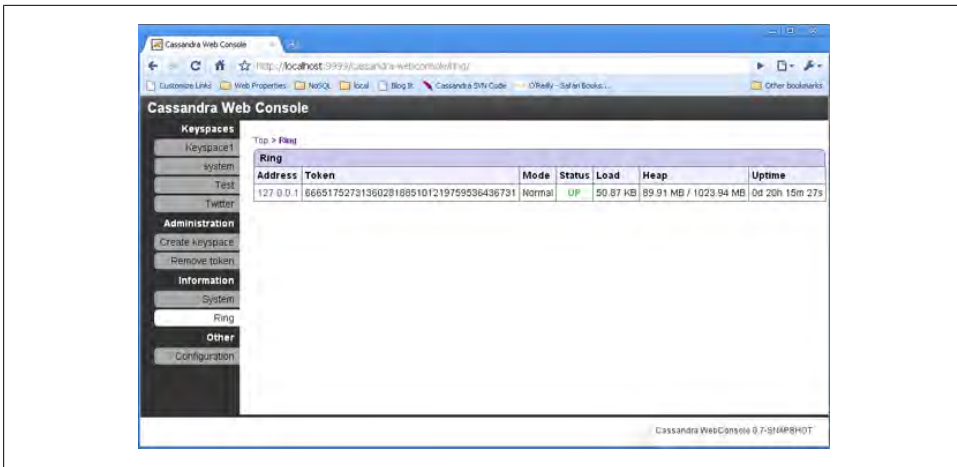 Cassandra Web Console
http://localhost:9999/cassandra-webconsole/ring/
Customize Links Web Properties NoSQL local Blog It Cassandra SVN Code O'Reilly - Safari Books ... Other bookmarks
Cassandra Web Console
Keyspaces
Keyspace1
system
Test
Twitter
Administration
Create keyspace
Remove token
Information
System
Ring
Other
Configuration
Top > Ring
Ring
Address Token Mode Status Load Heap Uptime
127.0.0.1 66651752731360281885101219759536436731 Normal UP 50.87 KB 89.91 MB / 1023.94 MB 0d 20h 15m 27s
Cassandra WebConsole 0.7-SNAPSHOT